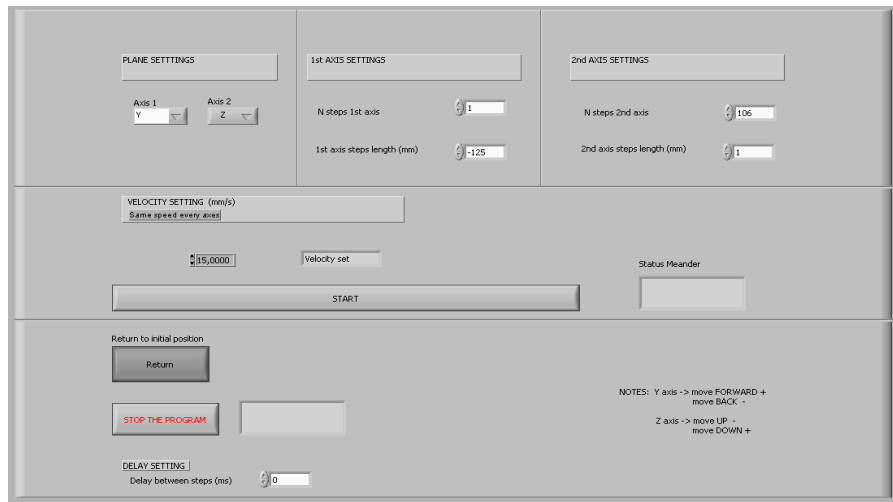 PLANE SETTTINGS
1st AXIS SETTINGS
2nd AXIS SETTINGS
Axis 1
Axis 2
Y
Z
N steps 1st axis
1
N steps 2nd axis
106
1st axis steps length (mm)
-125
2nd axis steps length (mm)
1
VELOCITY SETTING (mm/s)
Same speed every axes
15,0000
Velocity set
Status Meander
START
Return to initial position
Return
NOTES: Y axis -> move FORWARD +
move BACK -
Z axis -> move UP -
move DOWN +
STOP THE PROGRAM
DELAY SETTING
Delay between steps (ms)
0